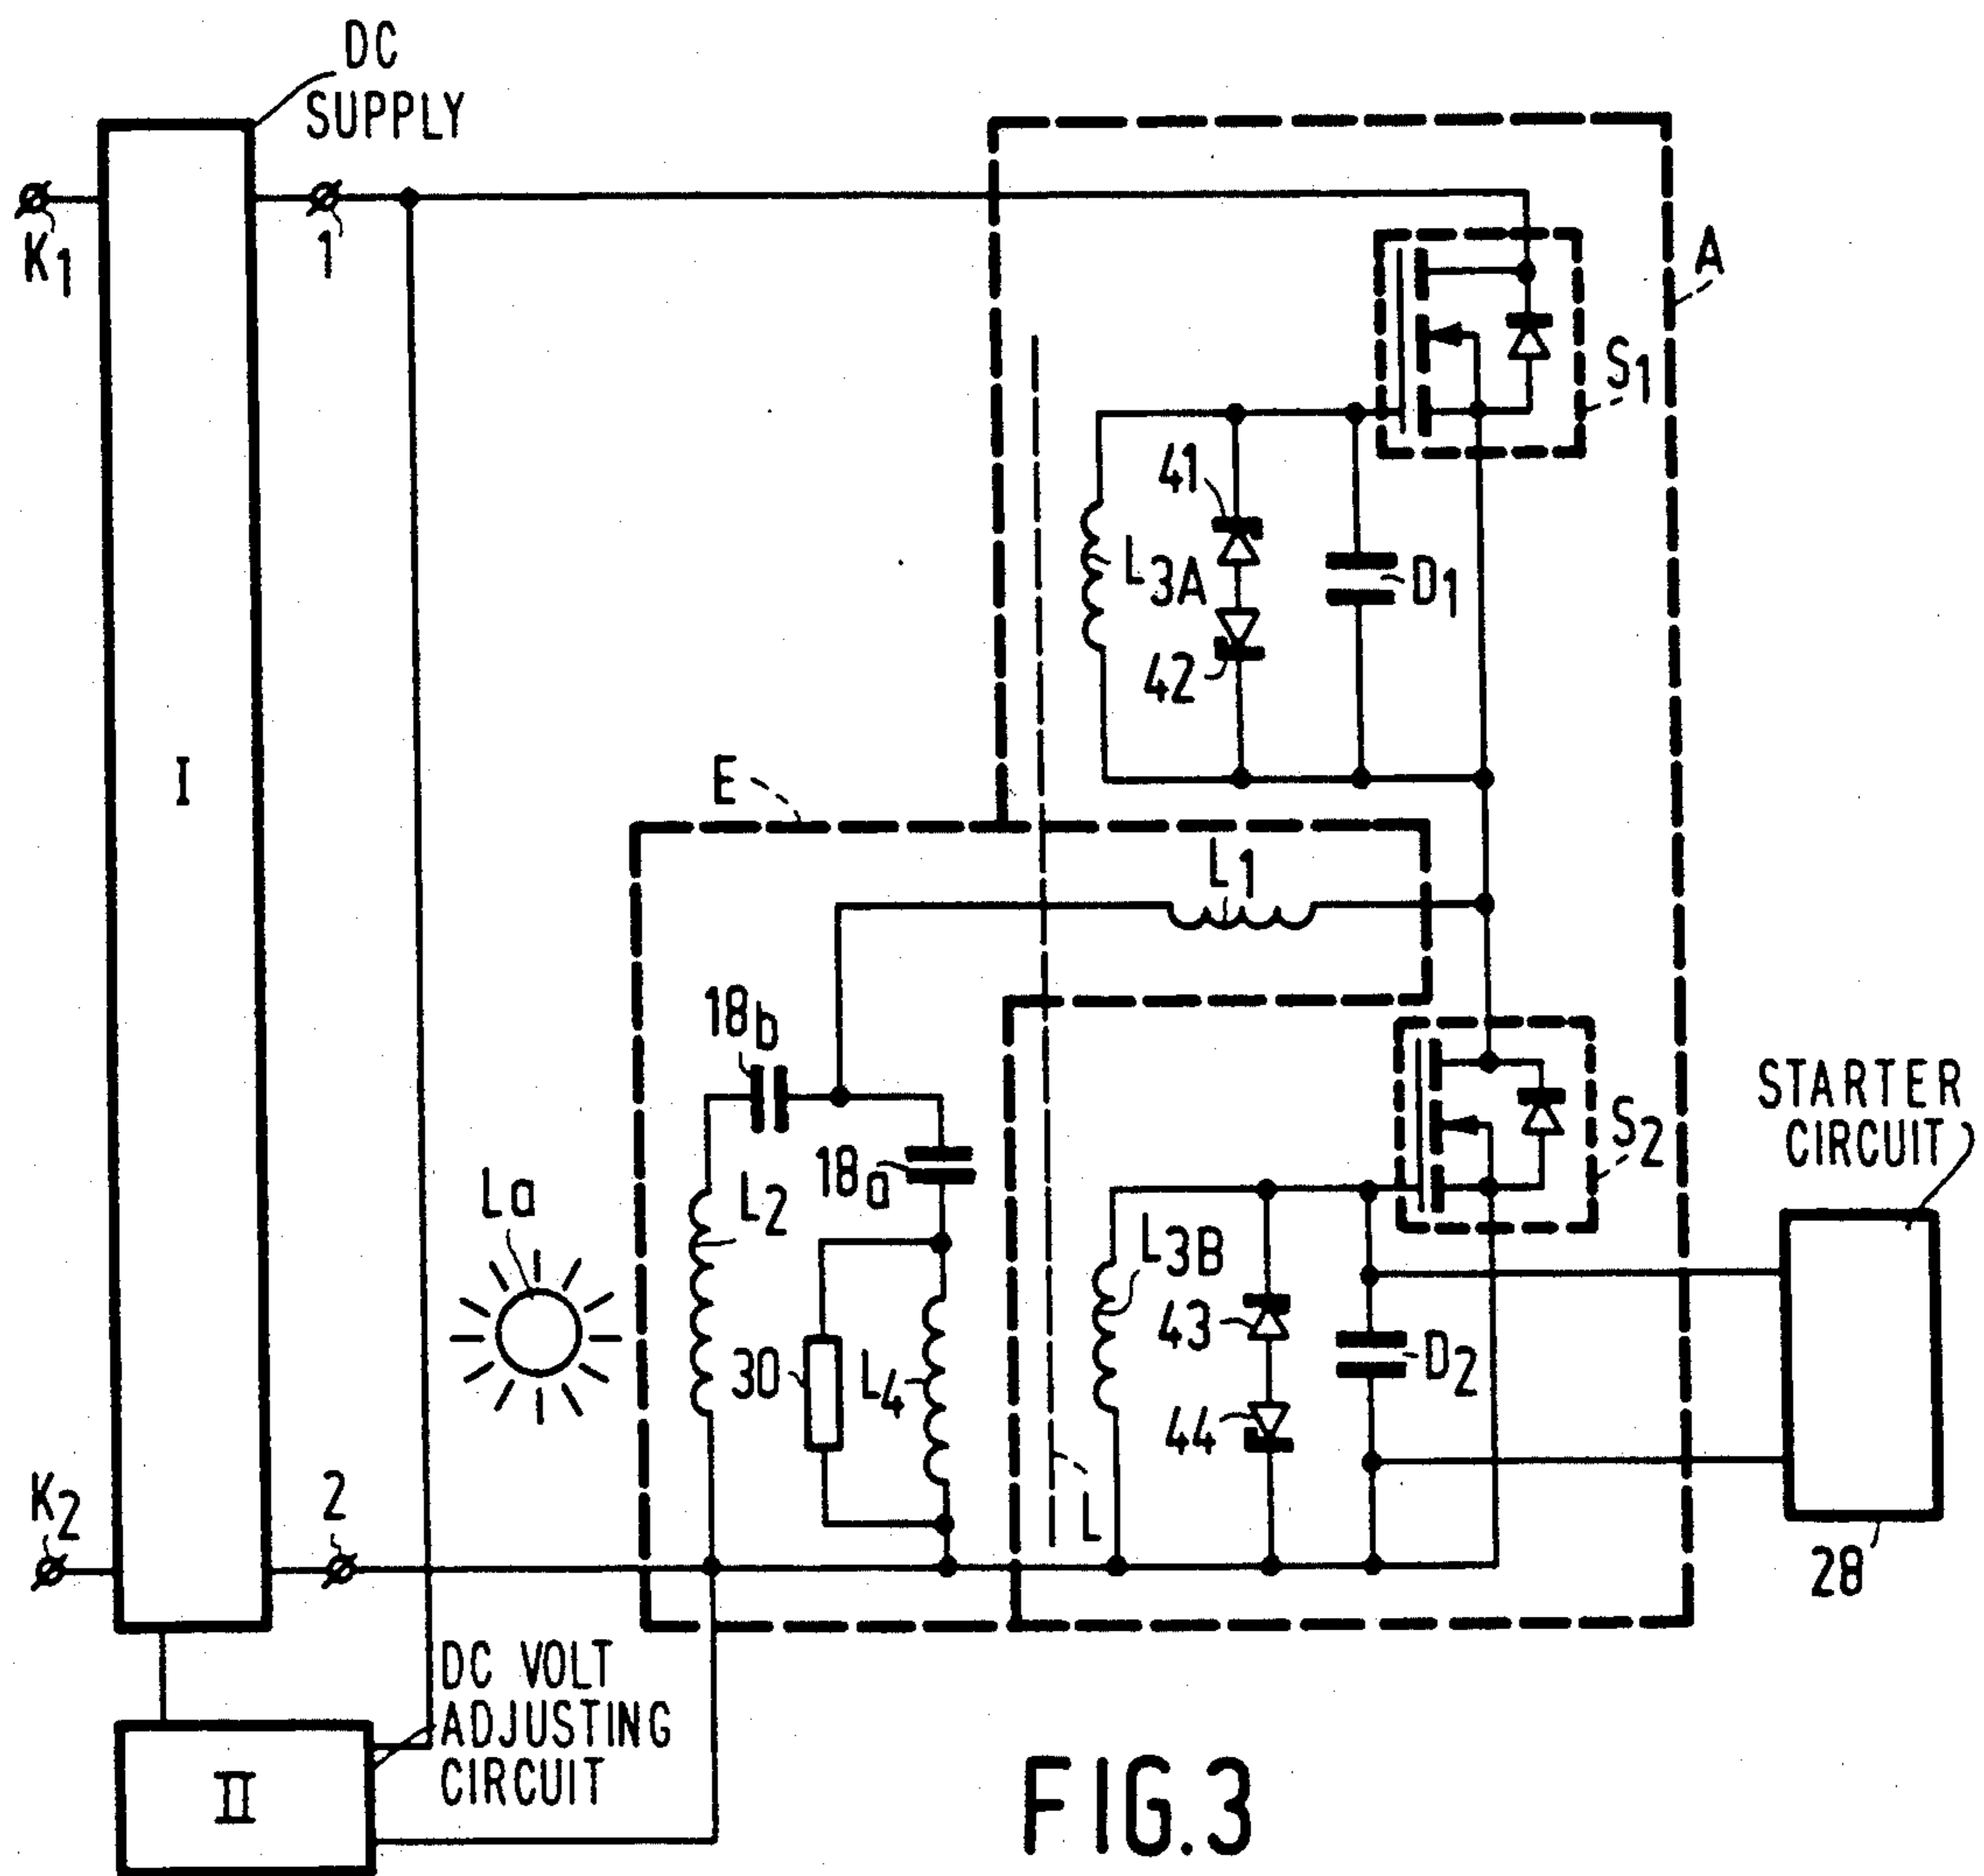 DC
SUPPLY
K1
1
A
S1
41
L3A
D1
42
I
E
L1
18b
STARTER
CIRCUIT
S2
18a
L2
La
L3B
43
30
L4
D2
44
K2
2
L
28
DC VOLT
ADJUSTING
CIRCUIT
II
FIG.3